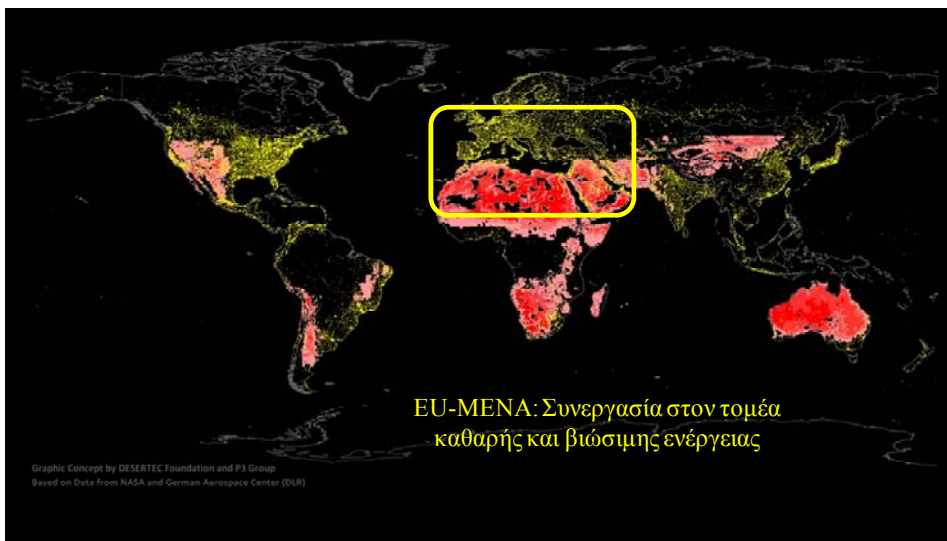 EU-MENA: Συνεργασία στον τομέα
καθαρής και βιώσιμης ενέργειας
Graphic Concept by DESERTEC Foundation and P3 Group
Based on Data from NASA and German Aerospace Center (DLR)